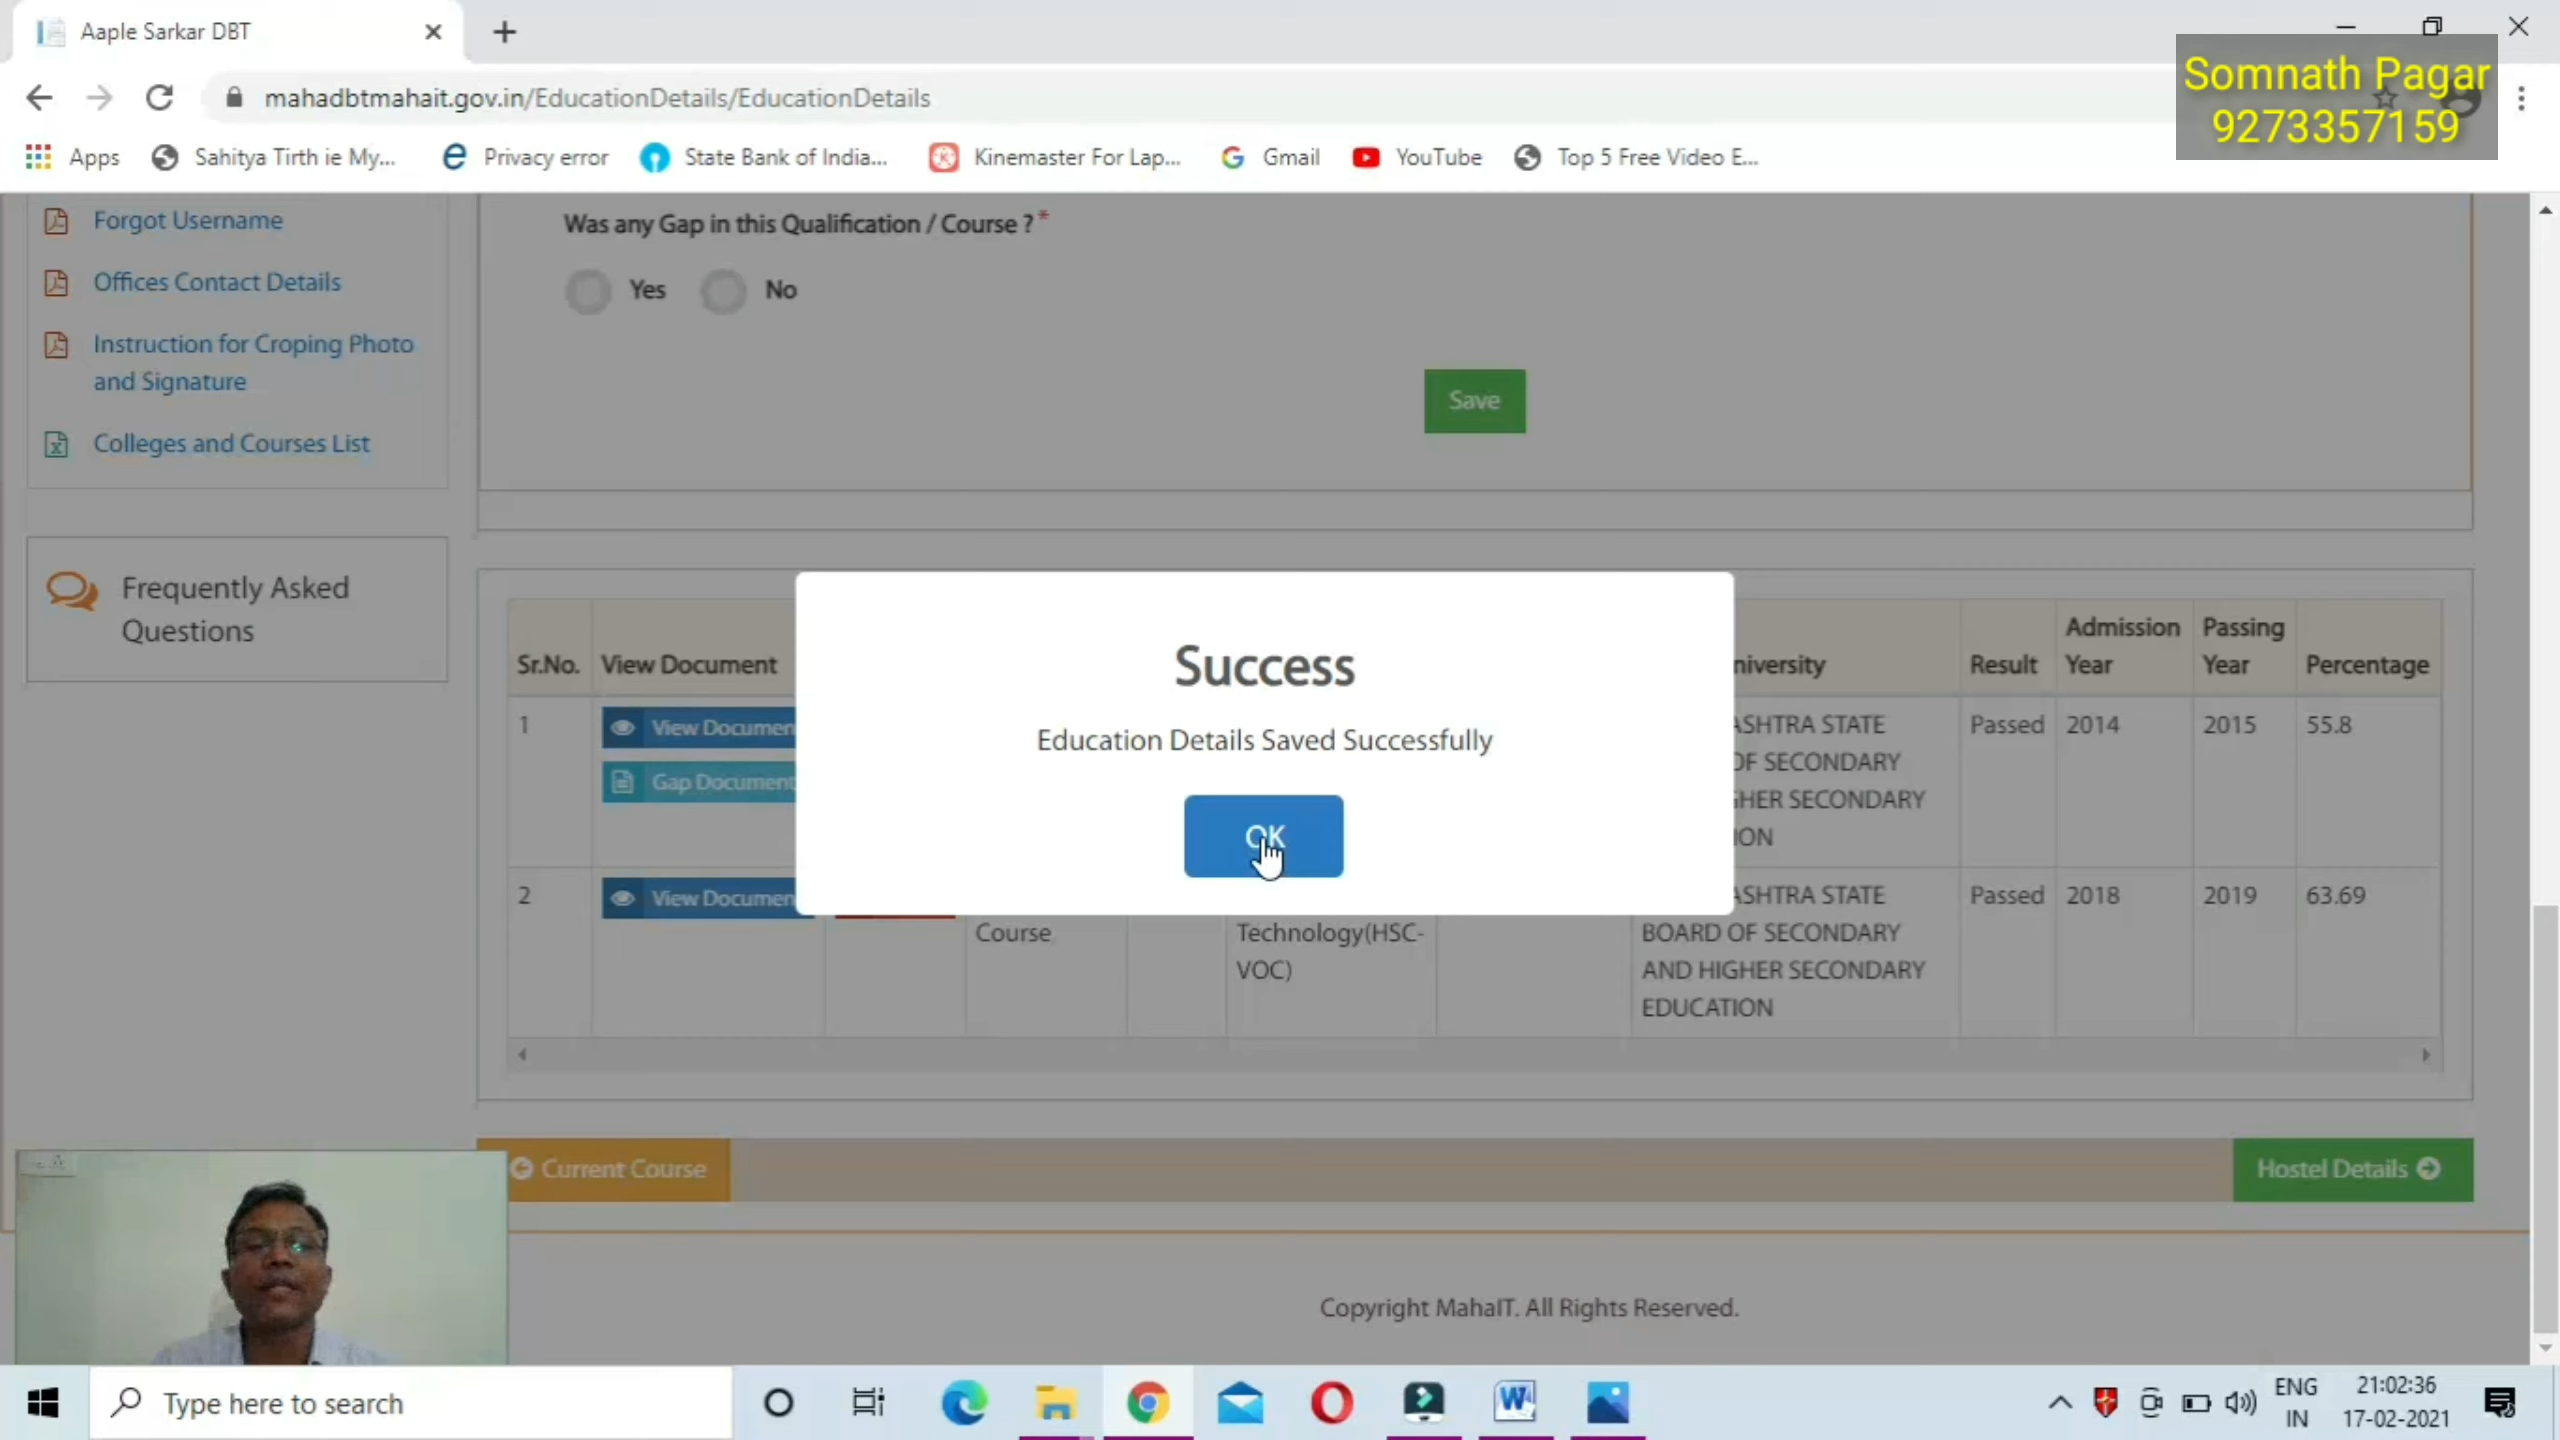 Aaple Sarkar DBT
Somnath Pagar
9273357159
mahadbtmahait.gov.in/EducationDetails/EducationDetails
Apps
Sahitya Tirth ie My...
Privacy error
State Bank of India...
Kinemaster For Lap...
Gmail
YouTube
Top 5 Free Video E...
Forgot Username
Offices Contact Details
Instruction for Croping Photo
and Signature
Colleges and Courses List
Frequently Asked
Questions
Was any Gap in this Qualification / Course ? *
Yes
No
Save
Sr.No.
View Document
niversity
Result
Admission
Year
Passing
Year
Percentage
1
View Documen
Gap Document
ASHTRA STATE
OF SECONDARY
GHER SECONDARY
ION
Passed
2014
2015
55.8
2
View Documen
Course
Technology(HSC-
VOC)
ASHTRA STATE
BOARD OF SECONDARY
AND HIGHER SECONDARY
EDUCATION
Passed
2018
2019
63.69
Success
Education Details Saved Successfully
OK
Current Course
Hostel Details
Copyright MahaIT. All Rights Reserved.
Type here to search
ENG
IN
21:02:36
17-02-2021